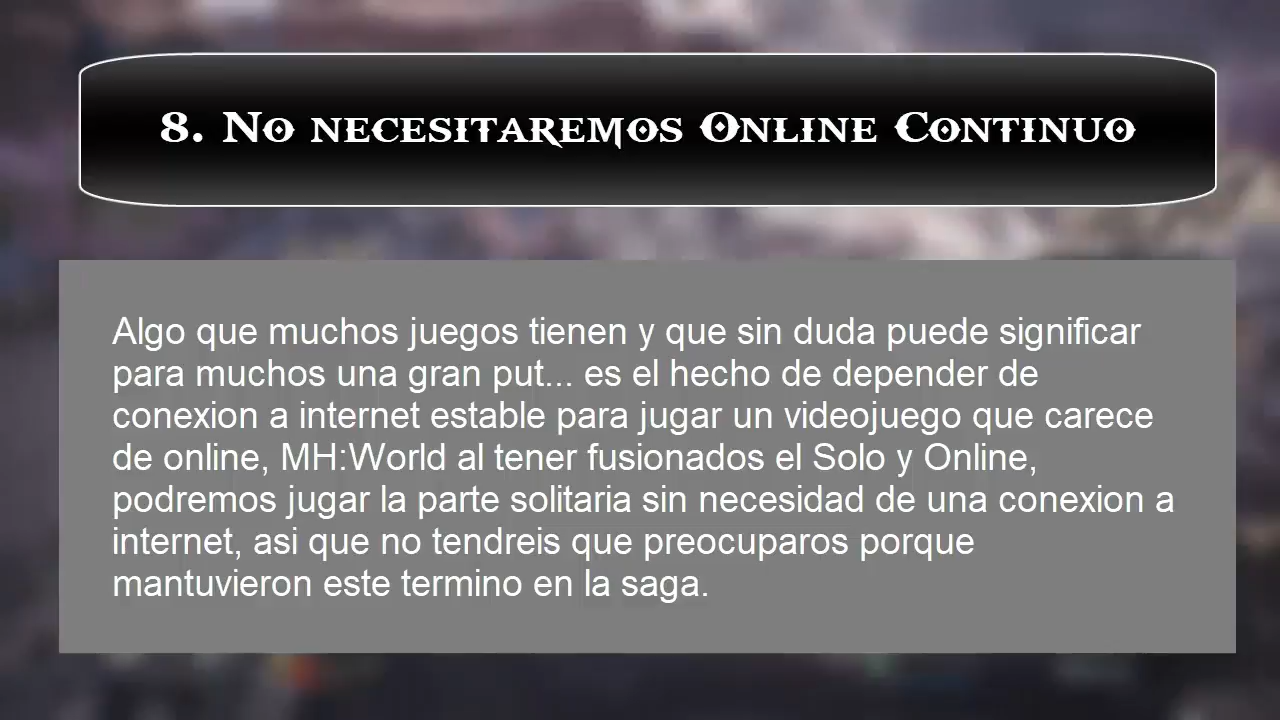 8. No necesitaremos Online Continuo
Algo que muchos juegos tienen y que sin duda puede significar
para muchos una gran put... es el hecho de depender de
conexion a internet estable para jugar un videojuego que carece
de online, MH:World al tener fusionados el Solo y Online,
podremos jugar la parte solitaria sin necesidad de una conexion a
internet, asi que no tendreis que preocuparos porque
mantuvieron este termino en la saga.